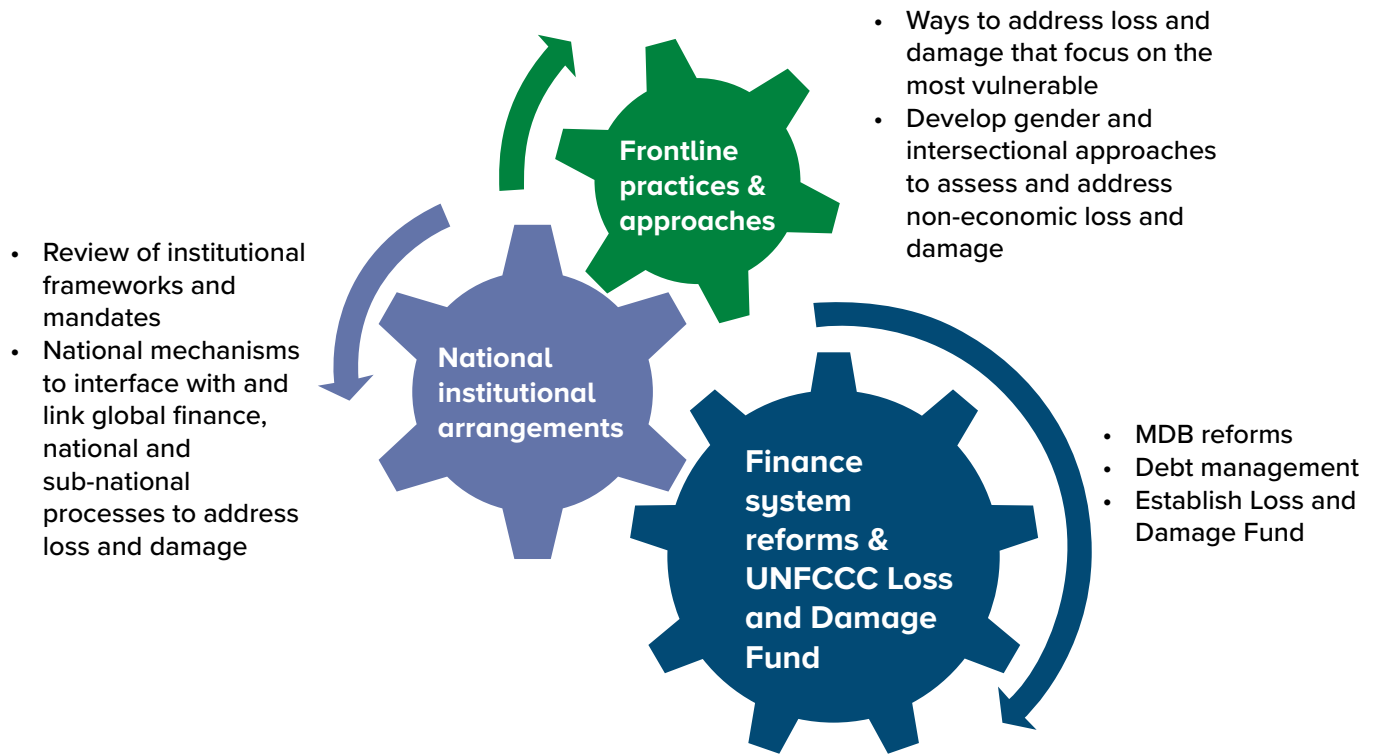 • Ways to address loss and
damage that focus on the
most vulnerable
• Develop gender and
intersectional approaches
to assess and address
non-economic loss and
damage
Frontline
practices &
approaches
• Review of institutional
frameworks and
mandates
• National mechanisms
to interface with and
link global finance,
national and
sub-national
processes to address
loss and damage
National
institutional
arrangements
Finance
system
reforms &
UNFCCC Loss
and Damage
Fund
• MDB reforms
• Debt management
• Establish Loss and
Damage Fund